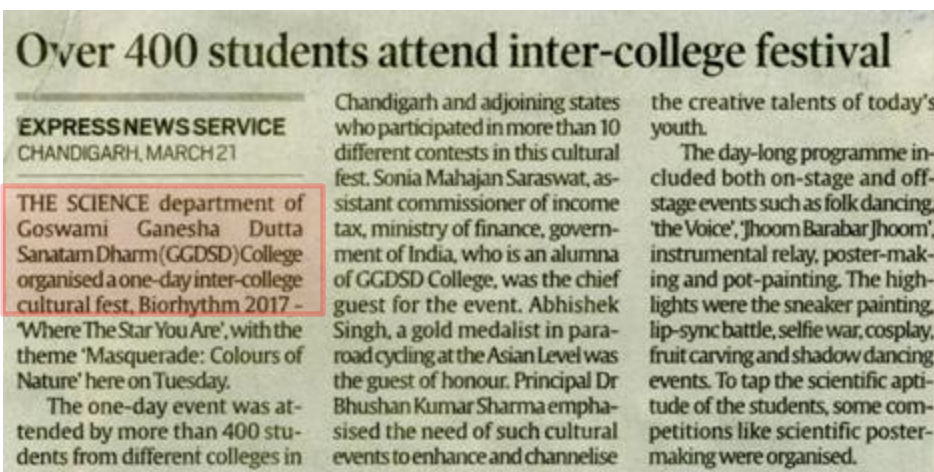 Over 400 students attend inter-college festival
EXPRESS NEWS SERVICE
CHANDIGARH, MARCH 21
THE SCIENCE department of
Goswami Ganesha Dutta
Sanatam Dharm (GGDSD) College
organised a one-day inter-college
cultural fest, Biorhythm 2017 –
'Where The Star You Are', with the
theme 'Masquerade: Colours of
Nature' here on Tuesday.
The one-day event was at-
tended by more than 400 stu-
dents from different colleges in
Chandigarh and adjoining states
who participated in more than 10
different contests in this cultural
fest. Sonia Mahajan Saraswat, as-
sistant commissioner of income
tax, ministry of finance, govern-
ment of India, who is an alumna
of GGDSD College, was the chief
guest for the event. Abhishek
Singh, a gold medalist in para-
road cycling at the Asian Level was
the guest of honour. Principal Dr
Bhushan Kumar Sharma empha-
sised the need of such cultural
events to enhance and channelise
the creative talents of today's
youth.
The day-long programme in-
cluded both on-stage and off-
stage events such as folk dancing,
'the Voice', 'Jhoom Barabar Jhoom',
instrumental relay, poster-mak-
ing and pot-painting. The high-
lights were the sneaker painting,
lip-sync battle, selfie war, cosplay,
fruit carving and shadow dancing
events. To tap the scientific apti-
tude of the students, some com-
petitions like scientific poster-
making were organised.